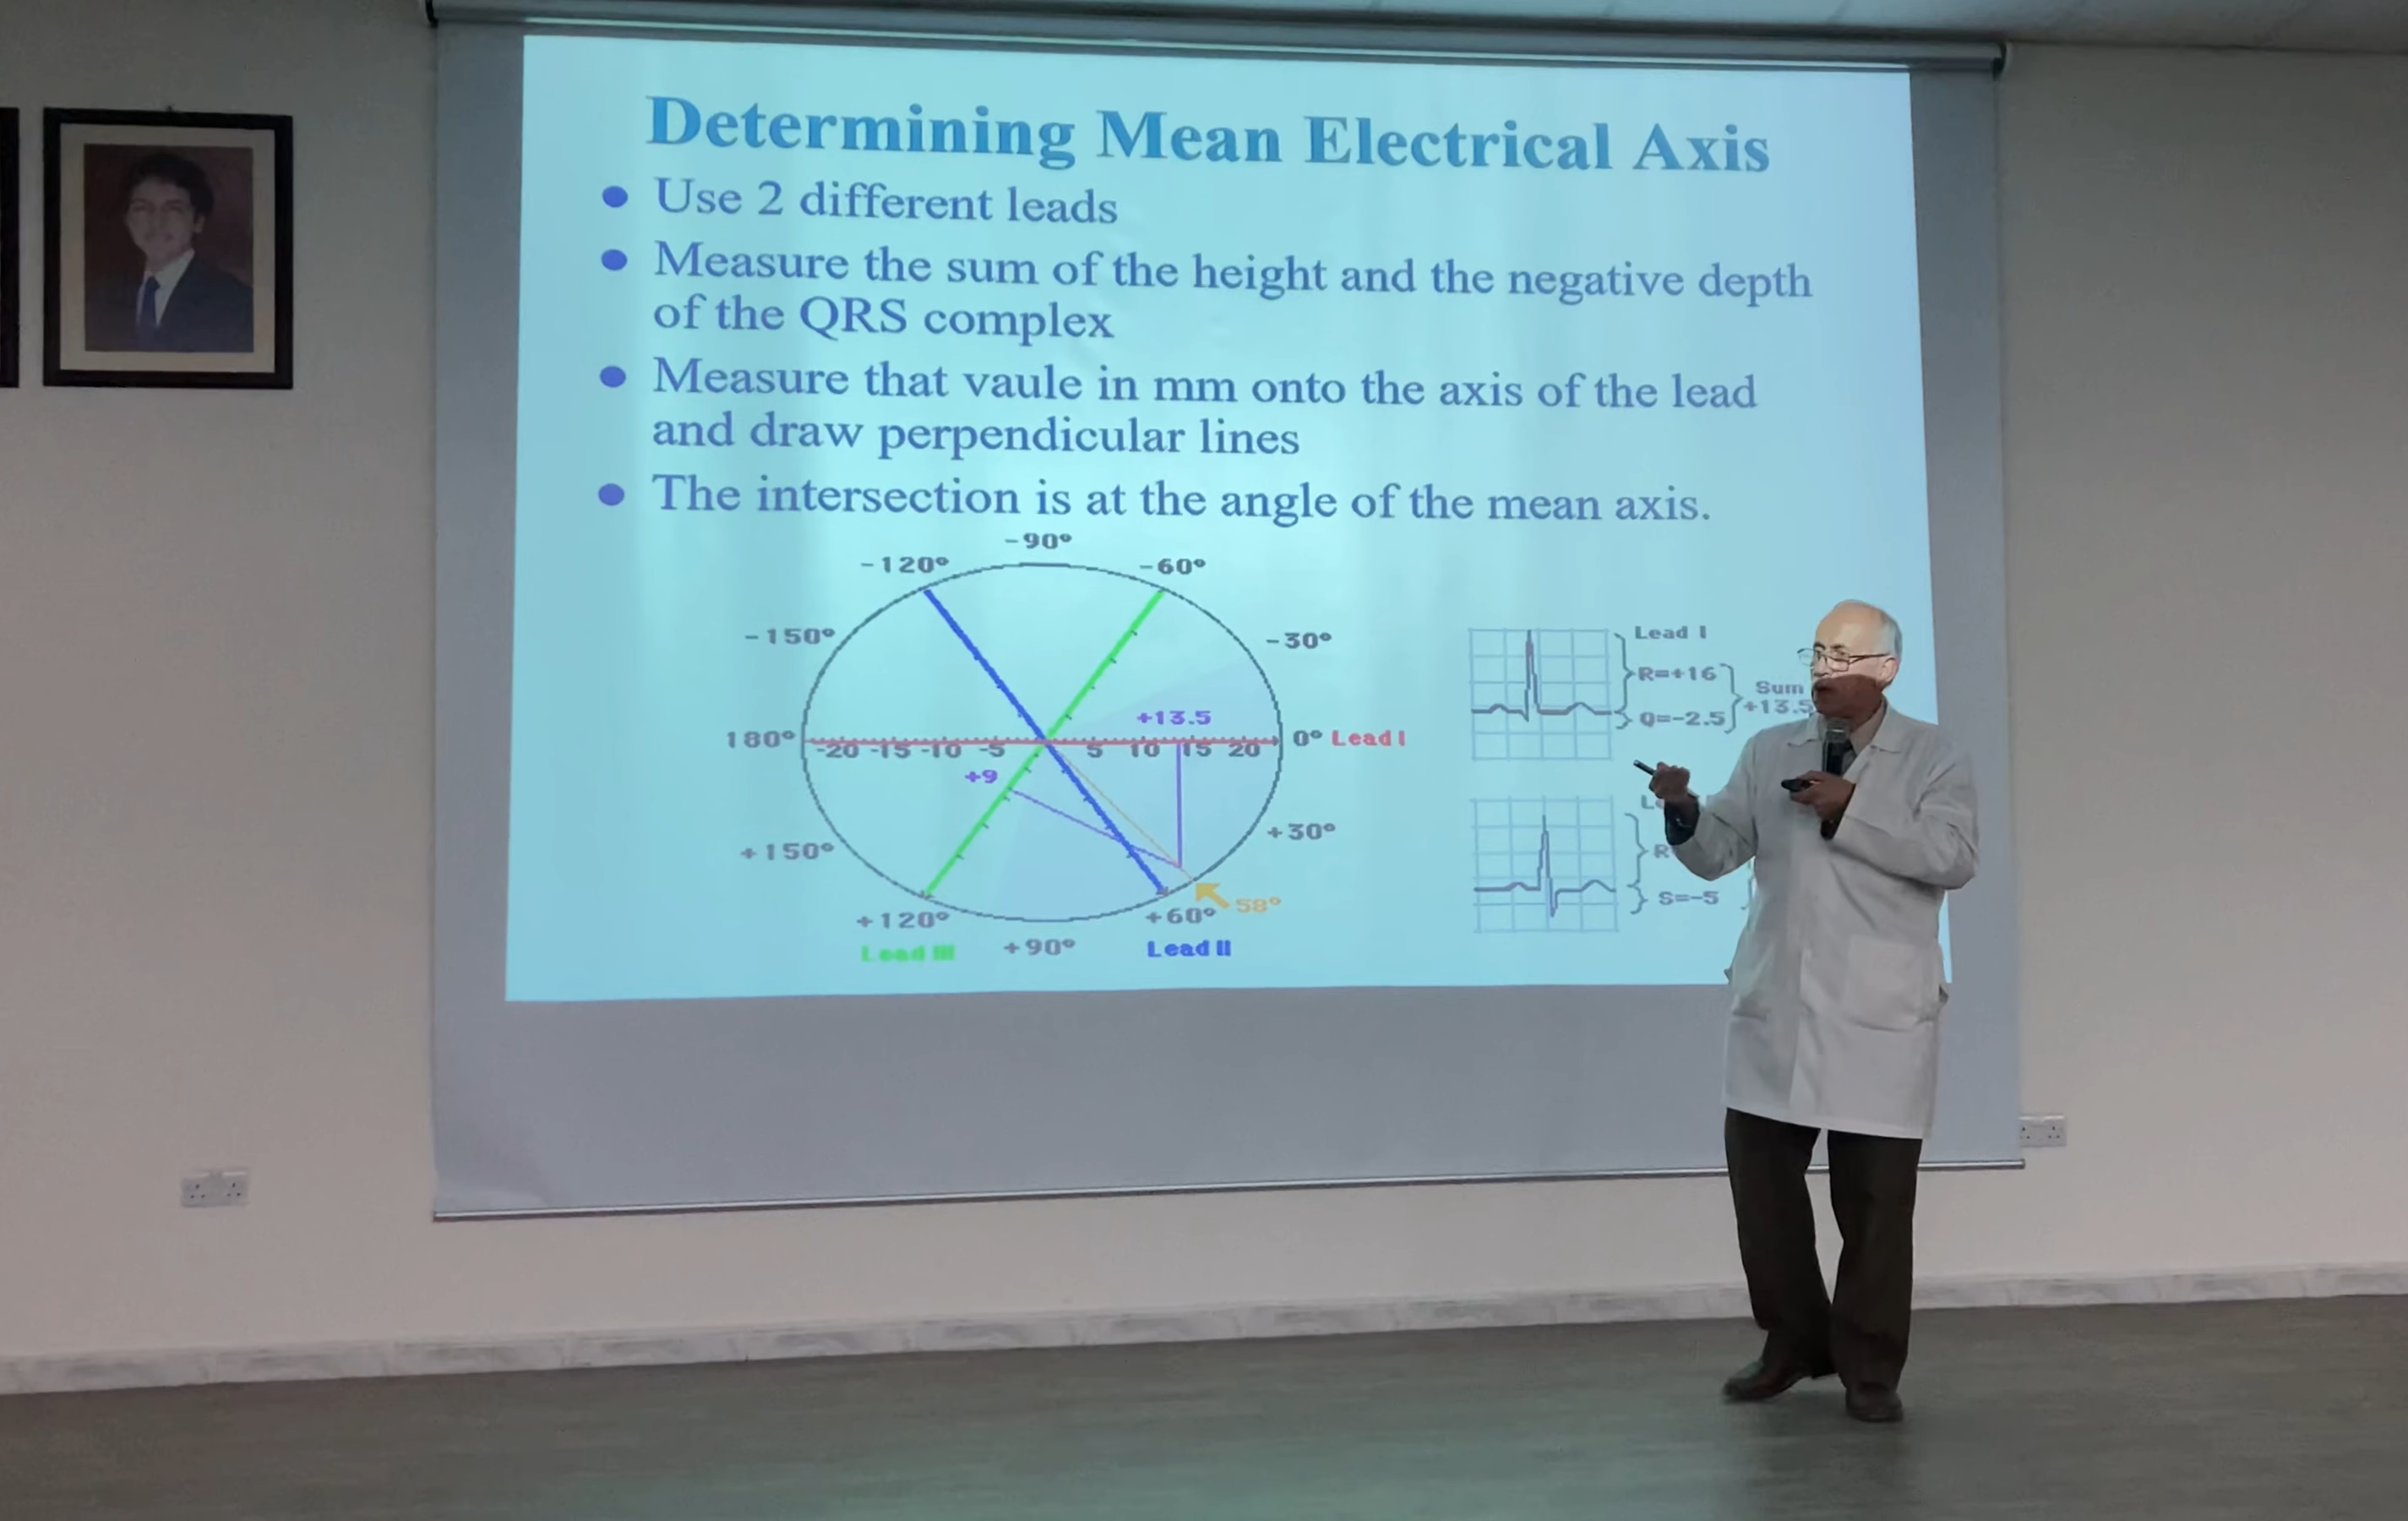 Determining Mean Electrical Axis
● Use 2 different leads
● Measure the sum of the height and the negative depth
of the QRS complex
● Measure that vaule in mm onto the axis of the lead
and draw perpendicular lines
● The intersection is at the angle of the mean axis.
-90°
-120°
-60°
-150°
-30°
+13.5
180°
-20 -15 -10 -5 5 10 15 20
0° Lead I
+9
+150°
+30°
+120°
+60°
58°
Lead III
+90°
Lead II
Lead I
R=+16
Sum
Q=-2.5
+13.5
R
S=-5